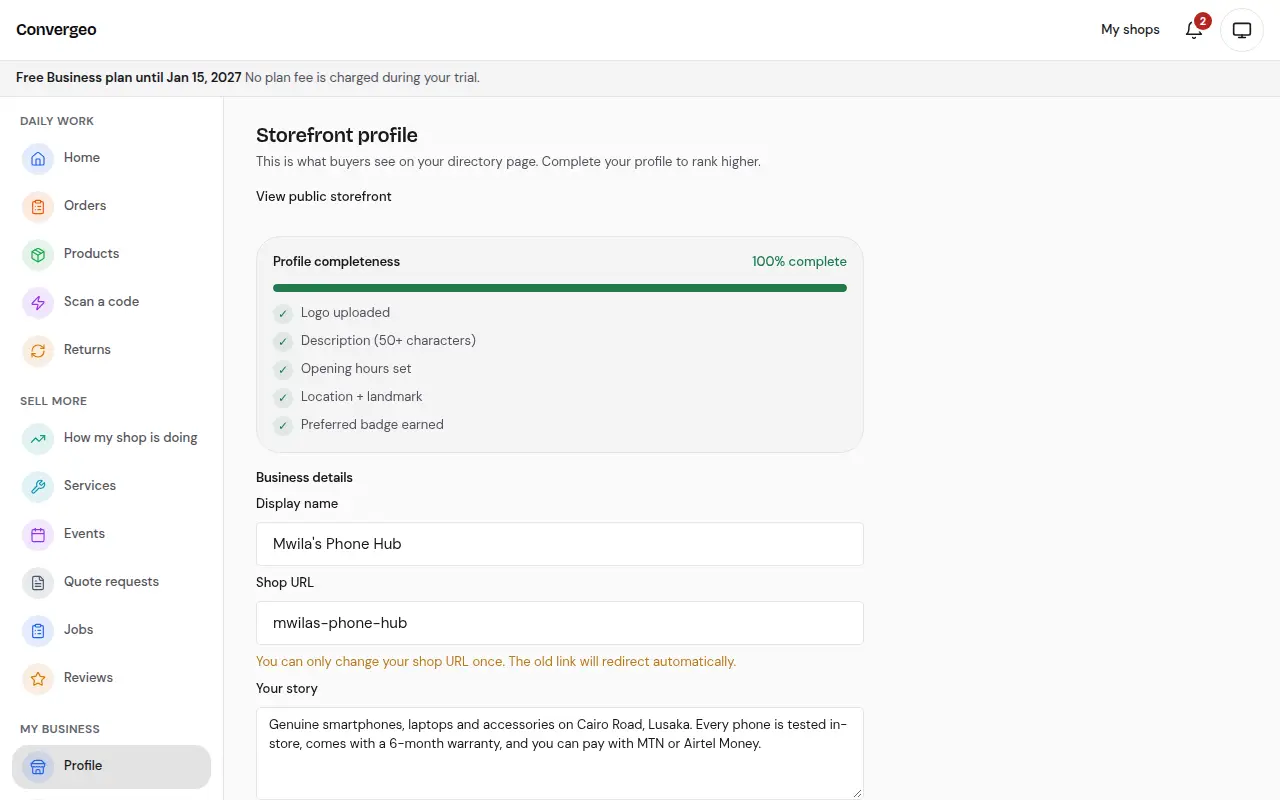 Convergeo
My shops
2
Free Business plan until Jan 15, 2027 No plan fee is charged during your trial.
DAILY WORK
Home
Orders
Products
Scan a code
Returns
SELL MORE
How my shop is doing
Services
Events
Quote requests
Jobs
Reviews
MY BUSINESS
Profile
Storefront profile
This is what buyers see on your directory page. Complete your profile to rank higher.
View public storefront
Profile completeness
100% complete
Logo uploaded
Description (50+ characters)
Opening hours set
Location + landmark
Preferred badge earned
Business details
Display name
Mwila's Phone Hub
Shop URL
mwilas-phone-hub
You can only change your shop URL once. The old link will redirect automatically.
Your story
Genuine smartphones, laptops and accessories on Cairo Road, Lusaka. Every phone is tested in-
store, comes with a 6-month warranty, and you can pay with MTN or Airtel Money.